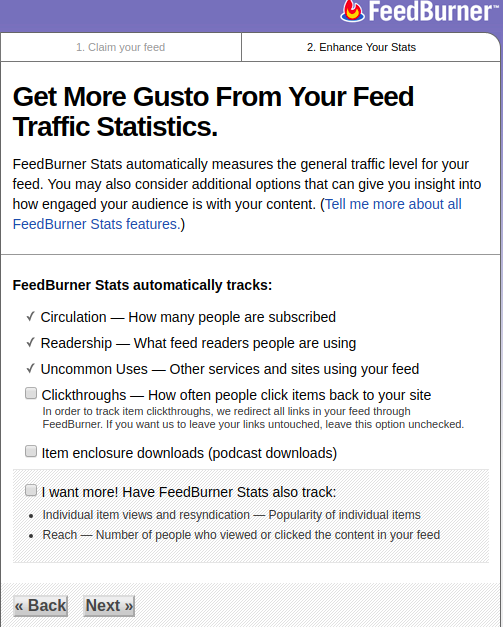 FeedBurner™
1. Claim your feed
2. Enhance Your Stats
Get More Gusto From Your Feed
Traffic Statistics.
FeedBurner Stats automatically measures the general traffic level for your
feed. You may also consider additional options that can give you insight into
how engaged your audience is with your content. (Tell me more about all
FeedBurner Stats features.)
FeedBurner Stats automatically tracks:
Circulation — How many people are subscribed
Readership — What feed readers people are using
Uncommon Uses — Other services and sites using your feed
Clickthroughs — How often people click items back to your site
In order to track item clickthroughs, we redirect all links in your feed through
FeedBurner. If you want us to leave your links untouched, leave this option unchecked.
Item enclosure downloads (podcast downloads)
I want more! Have FeedBurner Stats also track:
• Individual item views and resyndication — Popularity of individual items
• Reach — Number of people who viewed or clicked the content in your feed
« Back
Next »